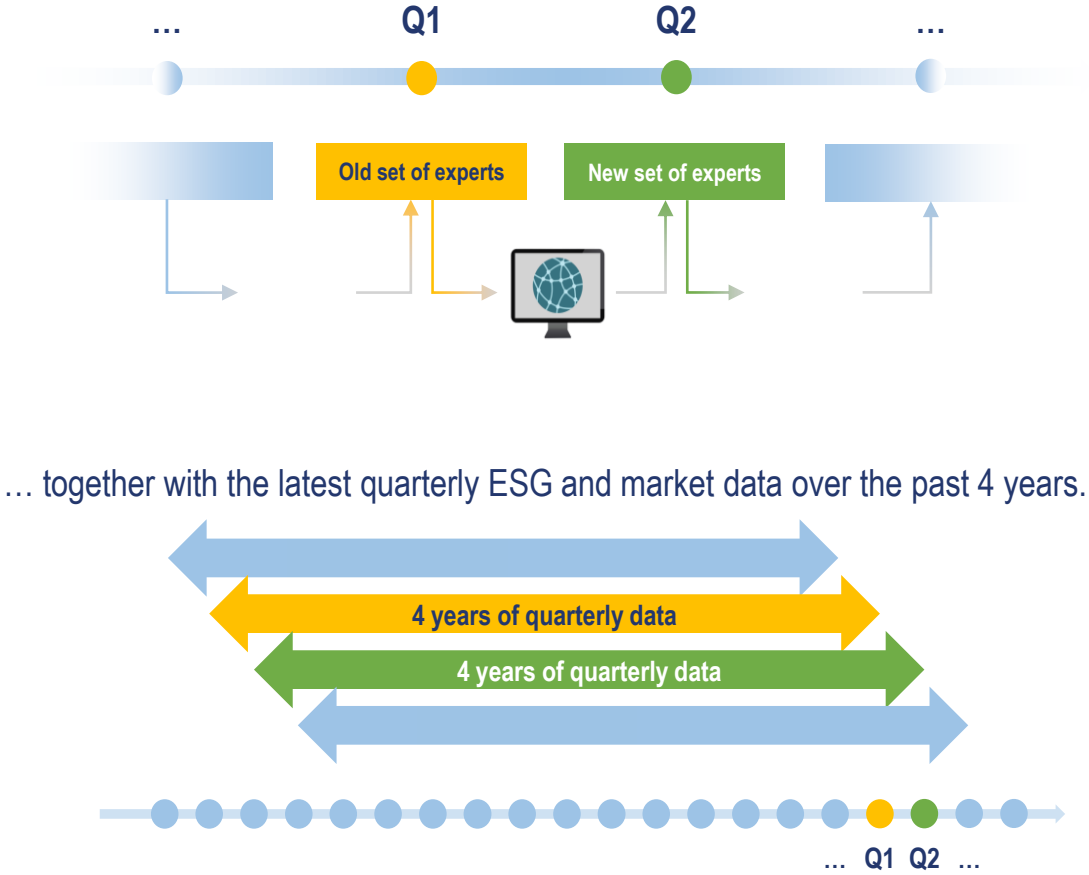 … Q1 Q2 …
Old set of experts New set of experts
… together with the latest quarterly ESG and market data over the past 4 years.
4 years of quarterly data
4 years of quarterly data
… Q1 Q2 …